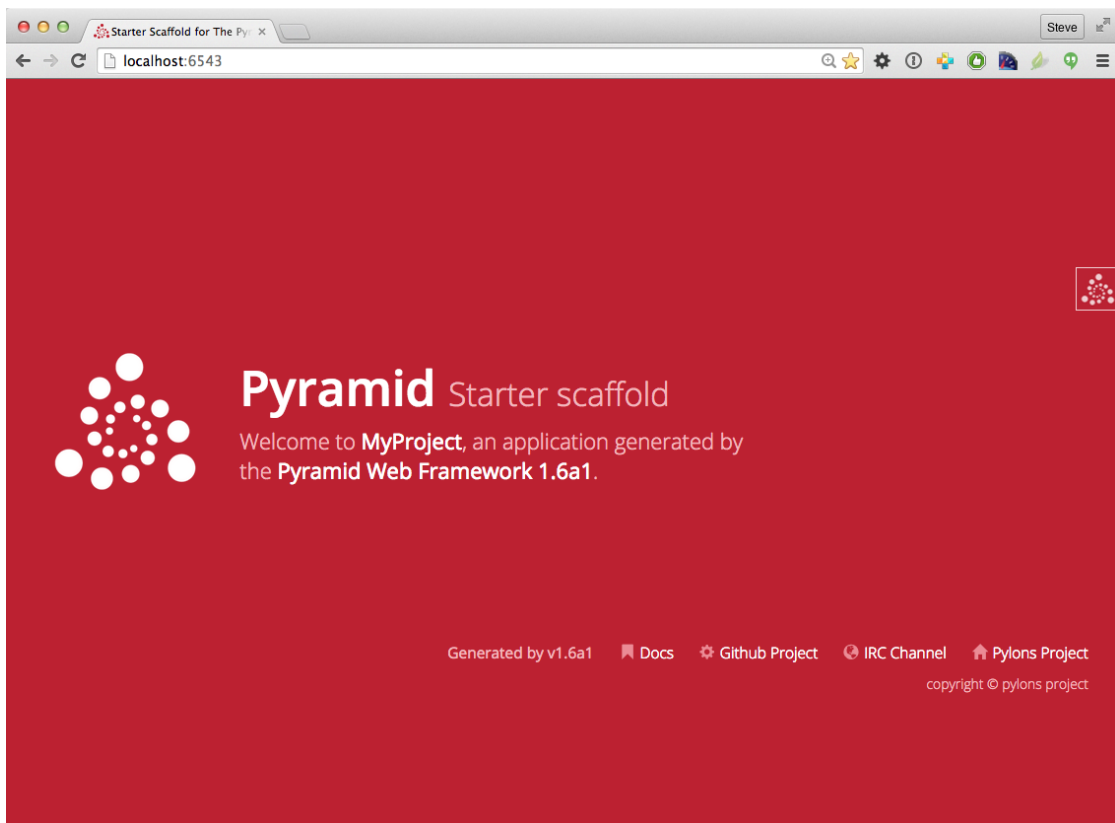 Starter Scaffold for The Py
Steve
localhost:6543
Pyramid Starter scaffold
Welcome to MyProject, an application generated by
the Pyramid Web Framework 1.6a1.
Generated by v1.6a1 Docs Github Project IRC Channel Pylons Project
copyright © pylons project